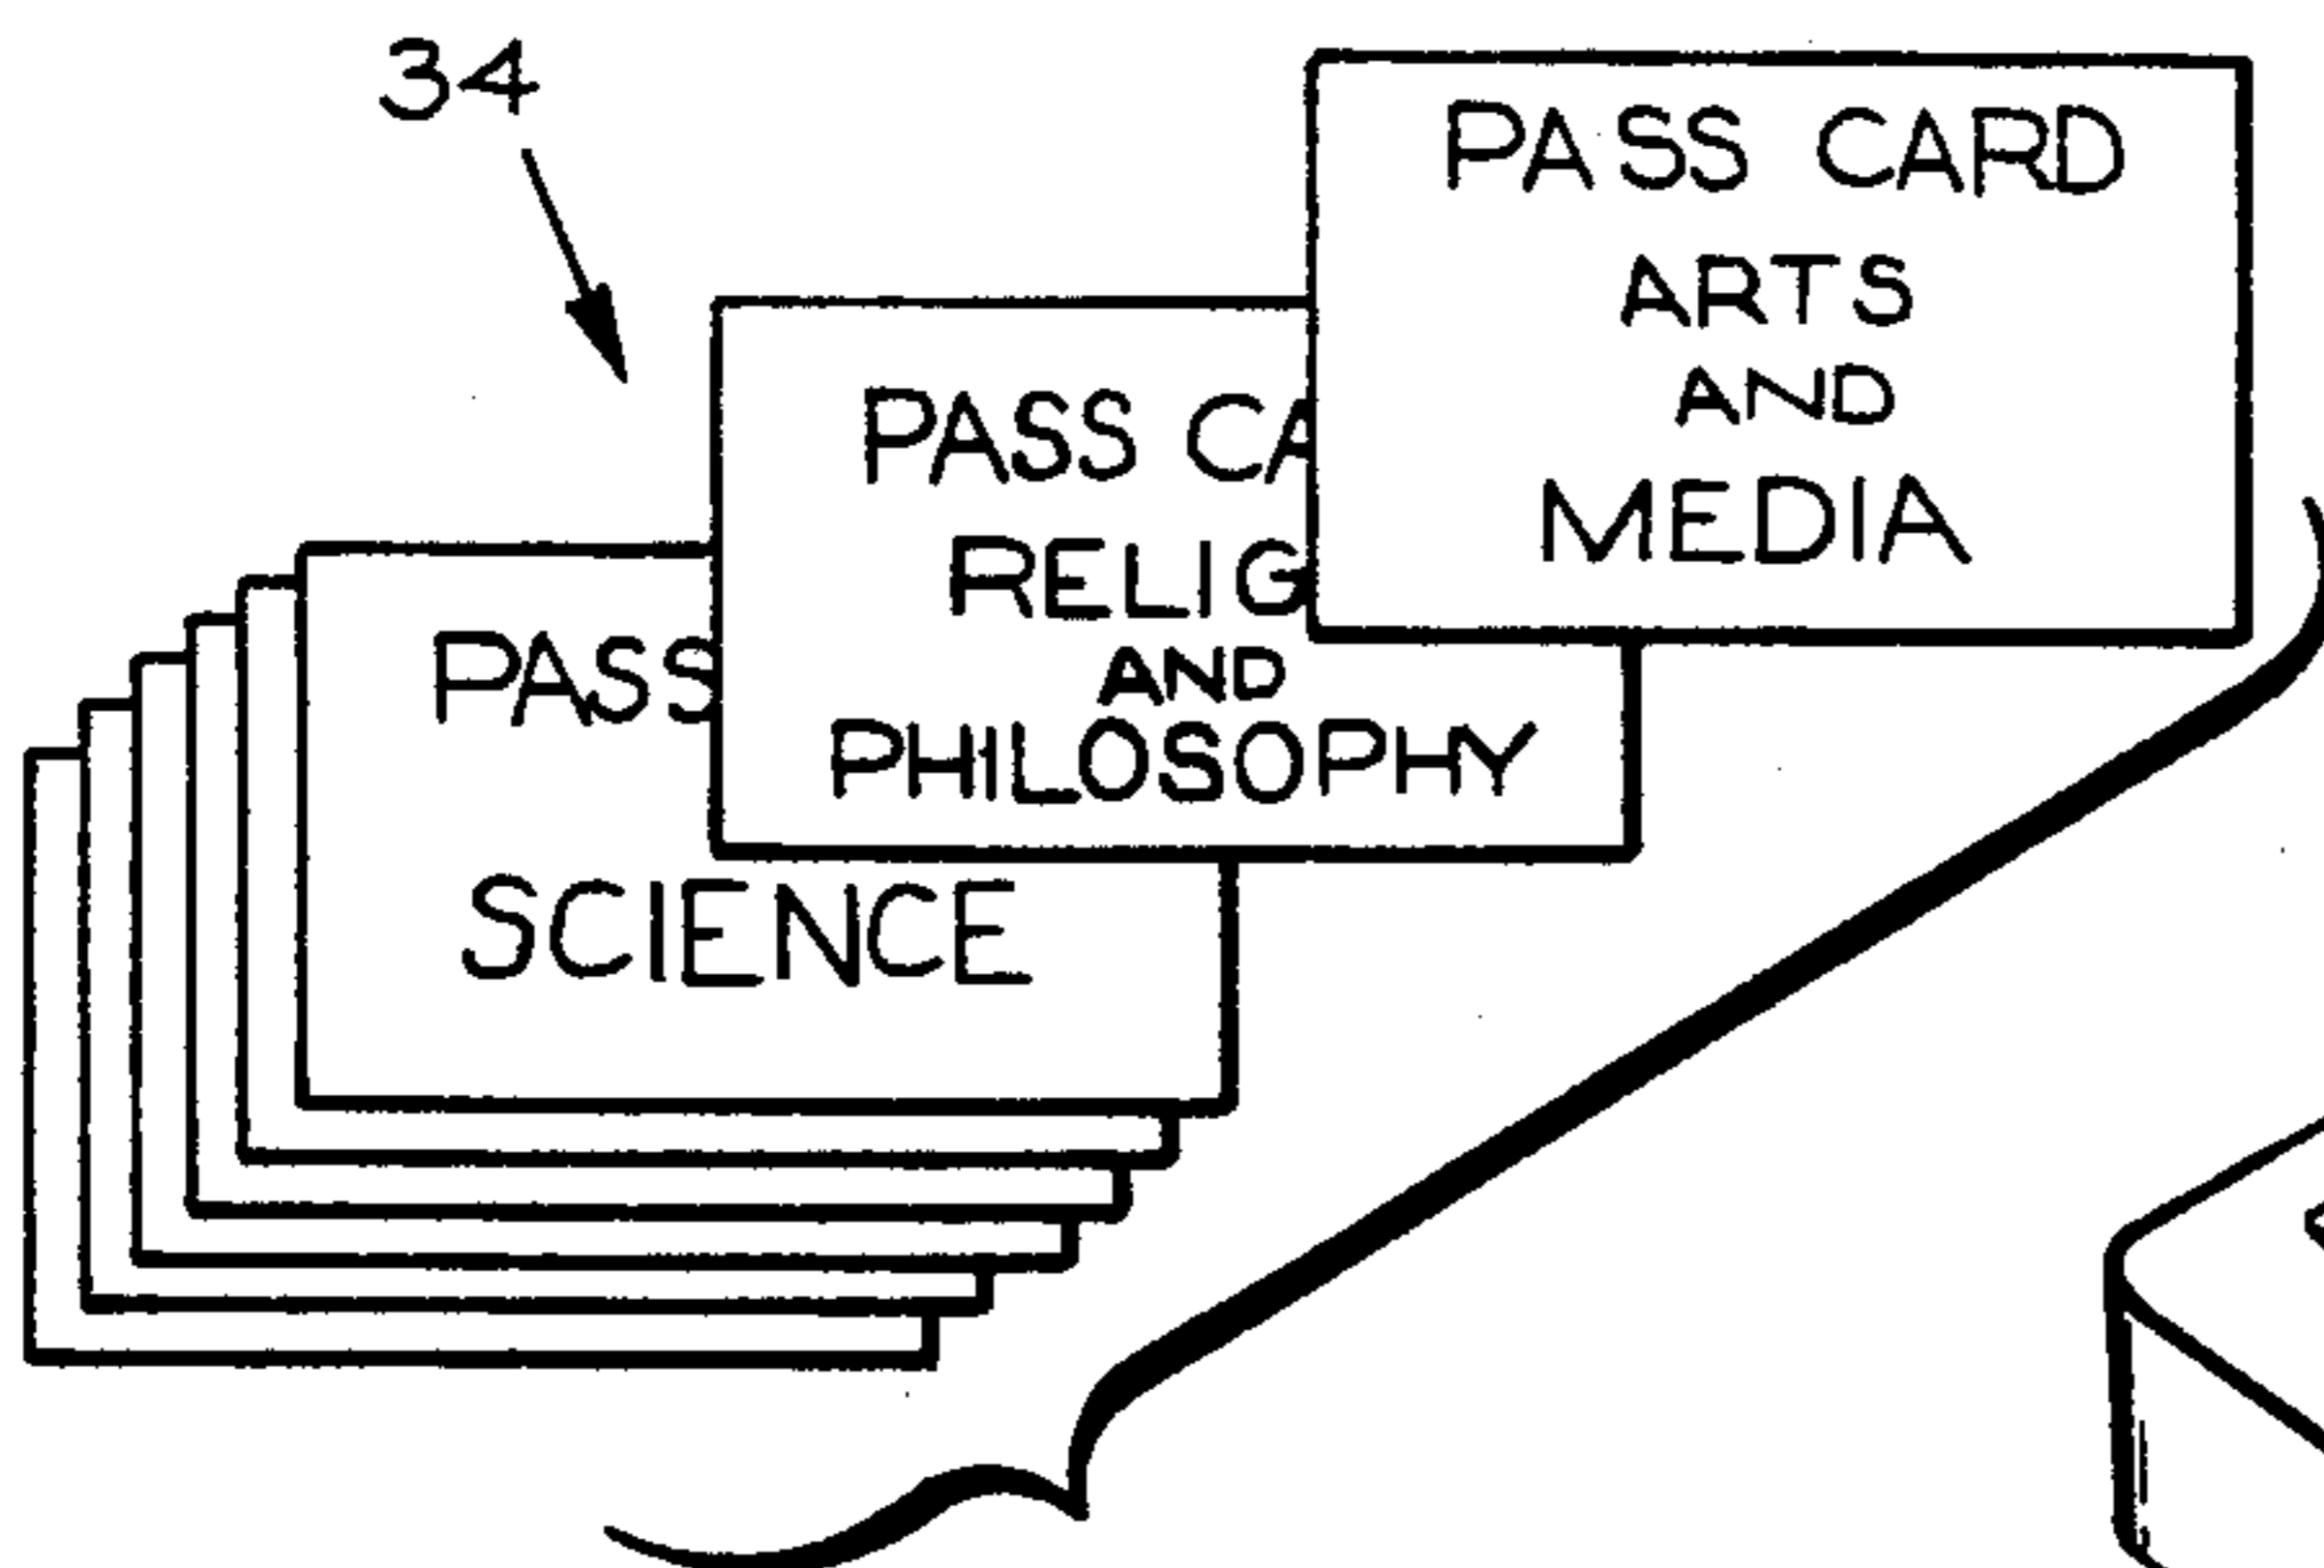 34
PASS CARD
ARTS
AND
MEDIA
PASS CA
RELIG
AND
PHILOSOPHY
PASS
SCIENCE